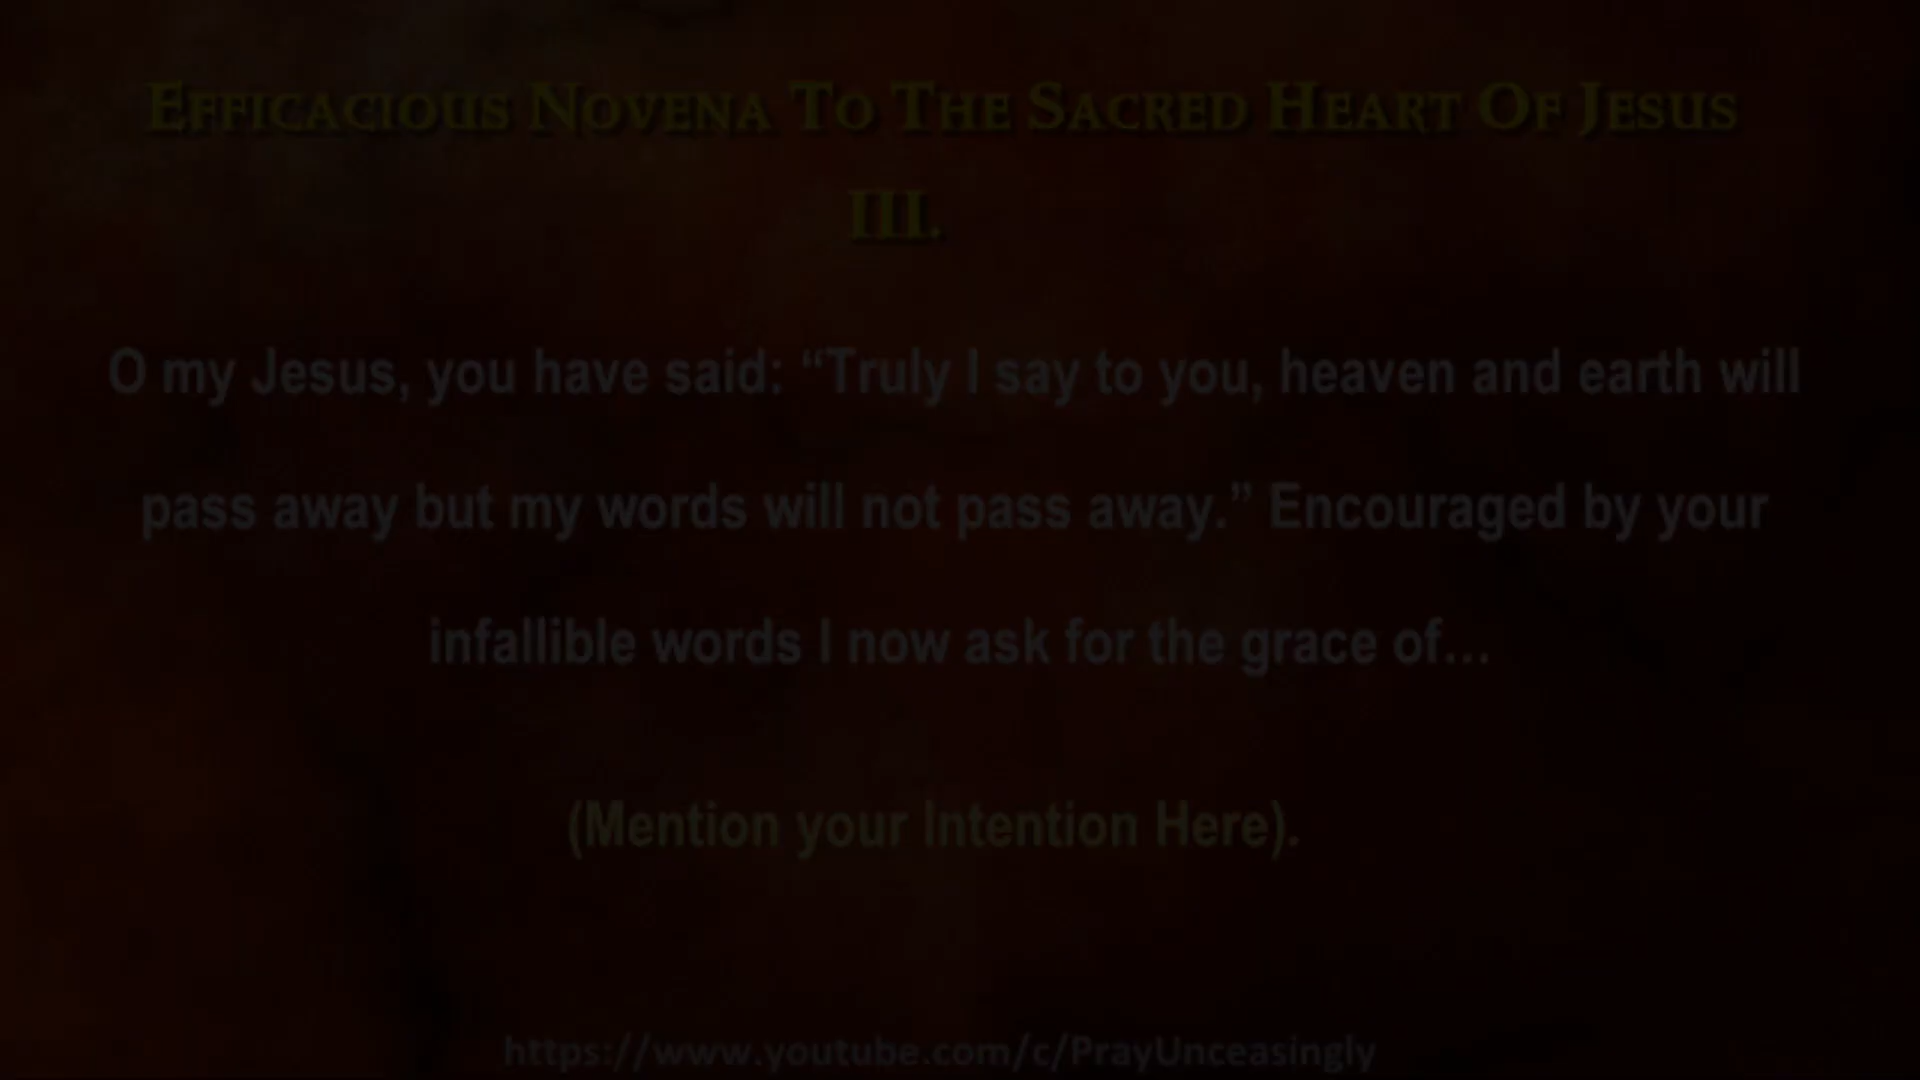 Efficacious Novena To The Sacred Heart Of Jesus
III.
O my Jesus, you have said: “Truly I say to you, heaven and earth will
pass away but my words will not pass away.” Encouraged by your
infallible words I now ask for the grace of...
(Mention your Intention Here).
https://www.youtube.com/c/PrayUnceasingly